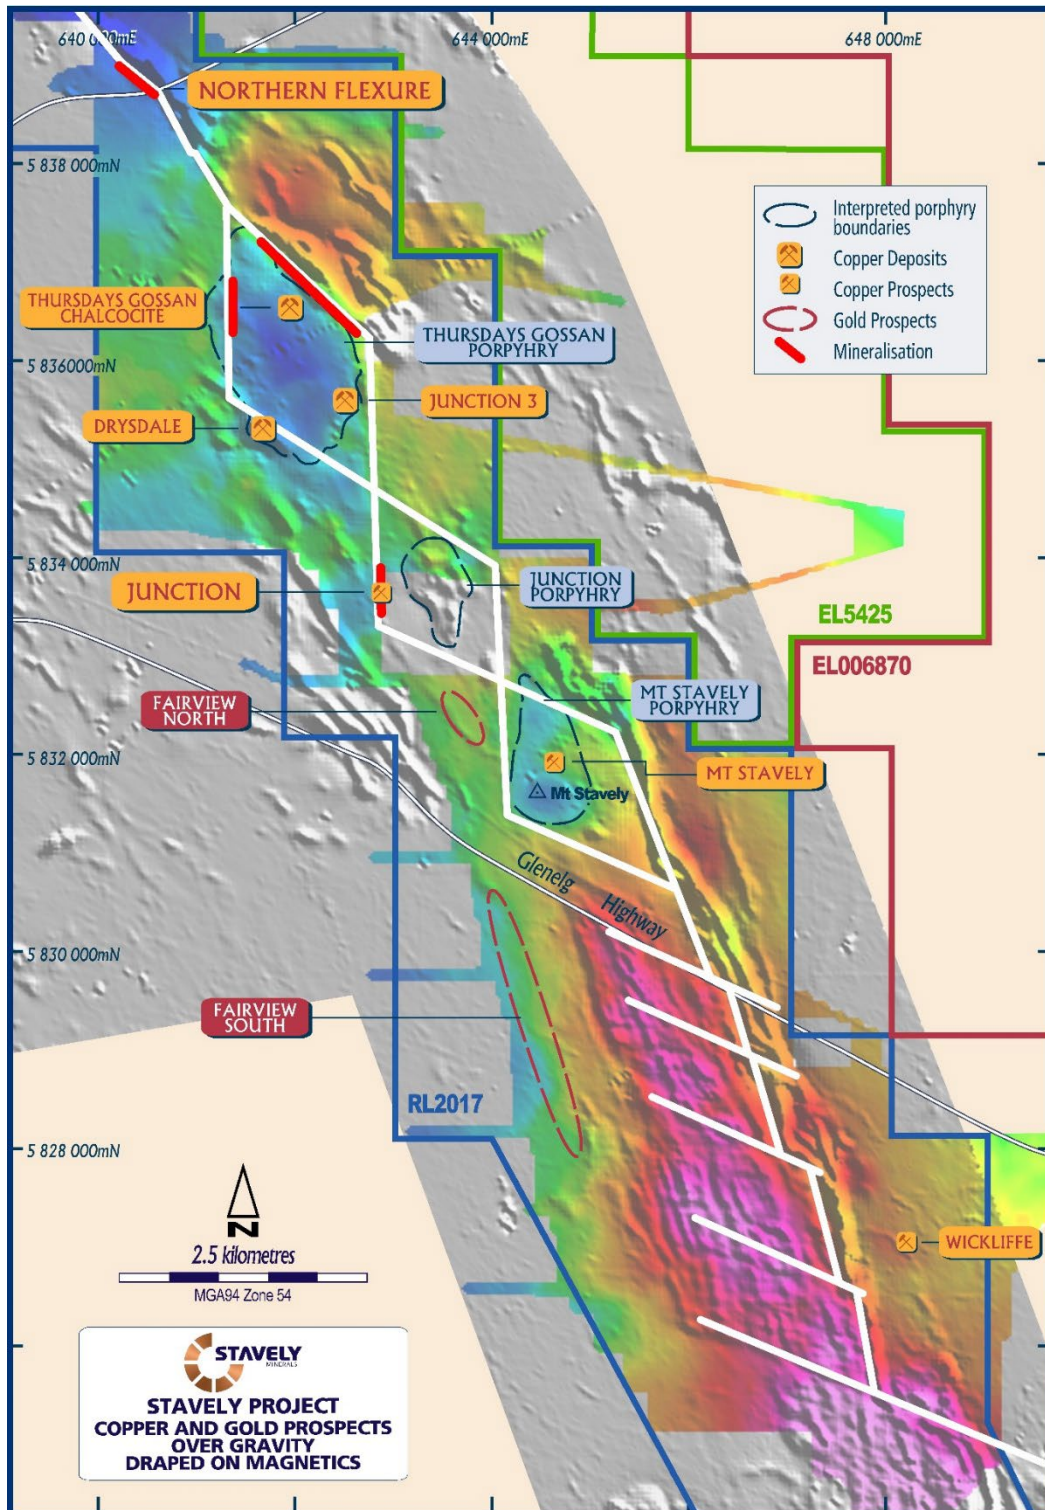 640 000mE
644 000mE
648 000mE
NORTHERN FLEXURE
5 838 000mN
Interpreted porphyry
boundaries
Copper Deposits
Copper Prospects
Gold Prospects
Mineralisation
THURSDAYS GOSSAN
CHALCOCITE
THURSDAYS GOSSAN
PORPYHRY
5 836000mN
JUNCTION 3
DRYSDALE
5 834 000mN
JUNCTION
JUNCTION
PORPYHRY
EL5425
EL006870
MT STAVELY
PORPYHRY
FAIRVIEW
NORTH
5 832 000mN
MT STAVELY
Mt Stavely
Glenelg
Highway
5 830 000mN
FAIRVIEW
SOUTH
RL2017
5 828 000mN
N
WICKLIFFE
2.5 kilometres
MGA94 Zone 54
STAVELY
MINERALS
STAVELY PROJECT
COPPER AND GOLD PROSPECTS
OVER GRAVITY
DRAPED ON MAGNETICS